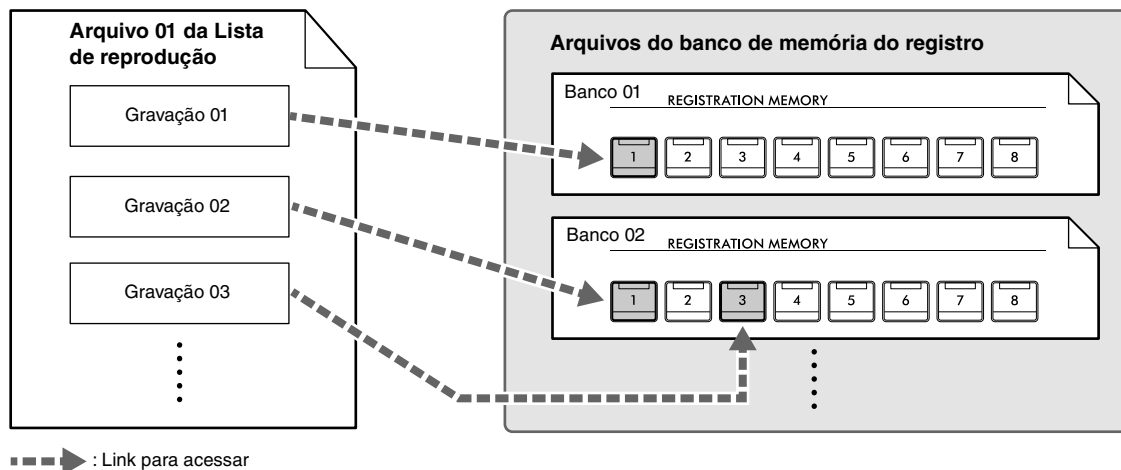 Arquivo 01 da Lista
de reprodução
Gravação 01
Gravação 02
Gravação 03
Arquivos do banco de memória do registro
Banco 01
REGISTRATION MEMORY
1 2 3 4 5 6 7 8
Banco 02
REGISTRATION MEMORY
1 2 3 4 5 6 7 8
: Link para acessar